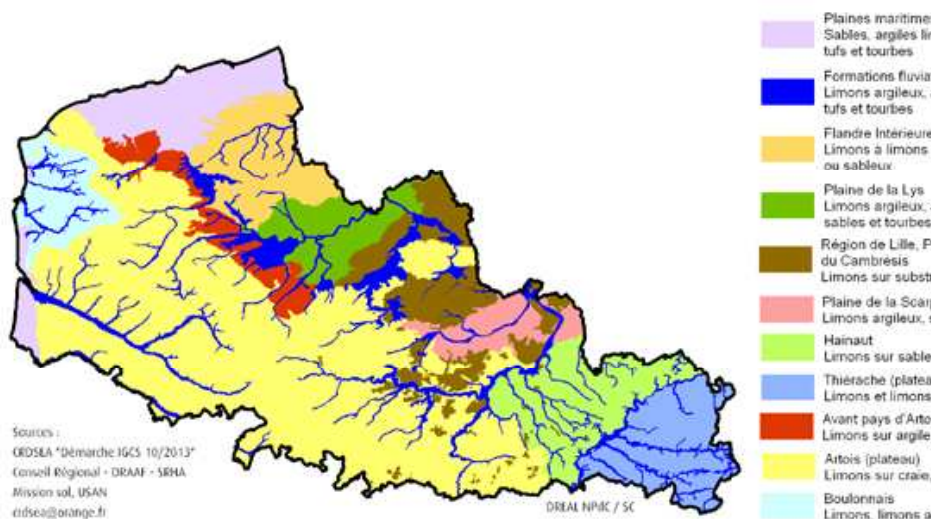 Plaines maritime
Sables, argiles lim
tufs et tourbes
Formations fluvia
Limons argileux,
tufs et tourbes
Flandre Intérieure
Limons à limons
ou sableux
Plaine de la Lys
Limons argileux,
sables et tourbes
Région de Lille, P
du Cambresis
Limons sur substr
Plaine de la Scar
Limons argileux, s
Hainaut
Limons sur sable
Thiérache (platea
Limons et limons
Avant pays d'Arto
Limons sur argile
Artois (plateau)
Limons sur craie,
Boulonnais
Limons, limons a
Sources :
CRDSEA "Démarche IGCS 10/2013"
Conseil Régional - DRAAF - SRHA
Mission sol, USAN
crdsea@orange.fr
DREAL NPdC / SC